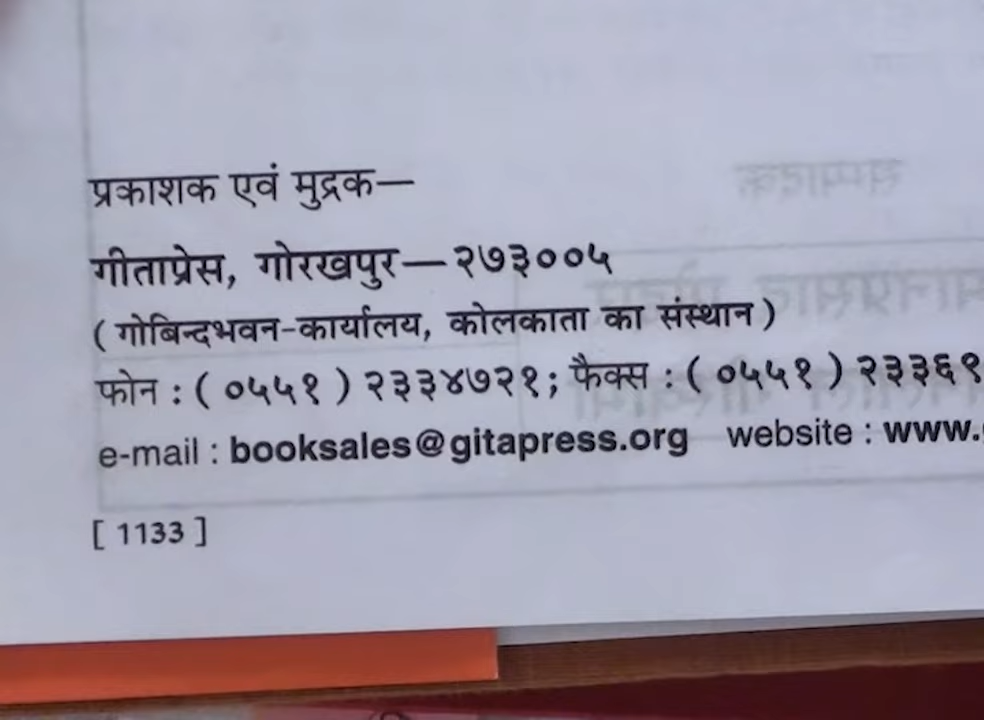 प्रकाशक एवं मुद्रक—
गीताप्रेस, गोरखपुर—२७३००५
( गोबिन्दभवन-कार्यालय, कोलकाता का संस्थान )
फोन : ( ०५५१ ) २३३४७२१; फैक्स : ( ०५५१ ) २३३६९
e-mail : booksales@gitapress.org website : www.
[ 1133 ]